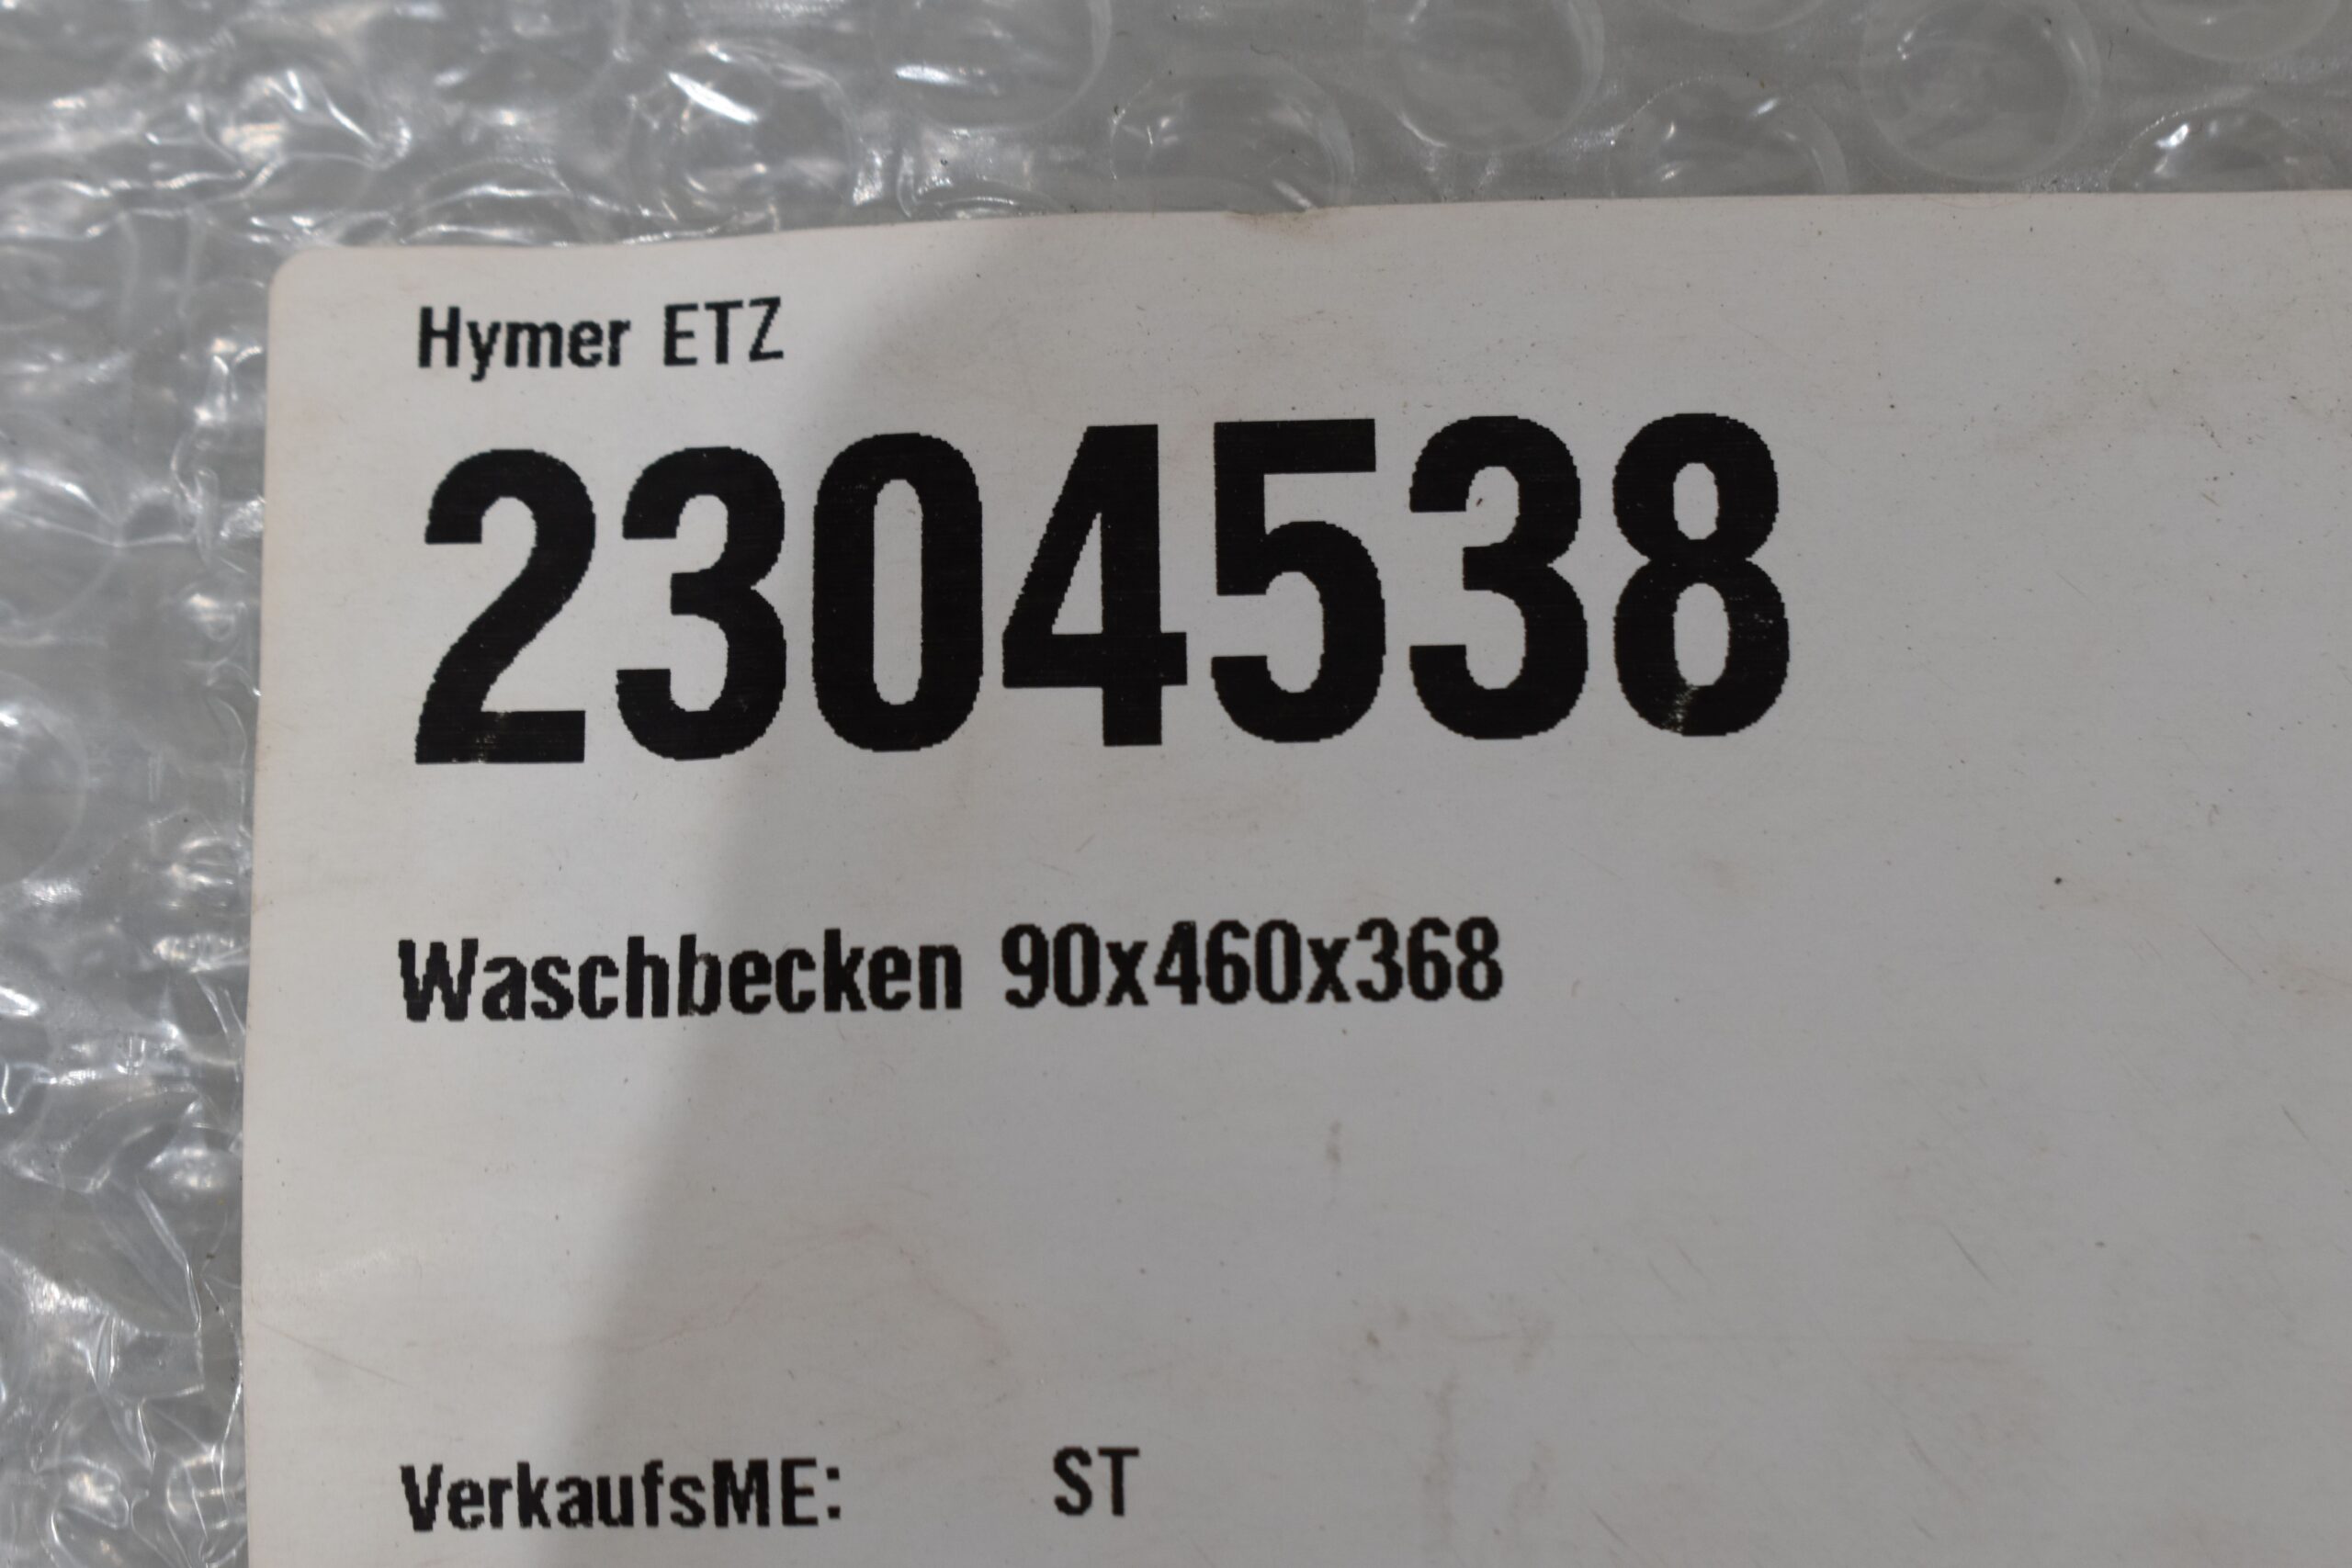 Hymer ETZ
2304538
Waschbecken 90x460x368
VerkaufsME: ST